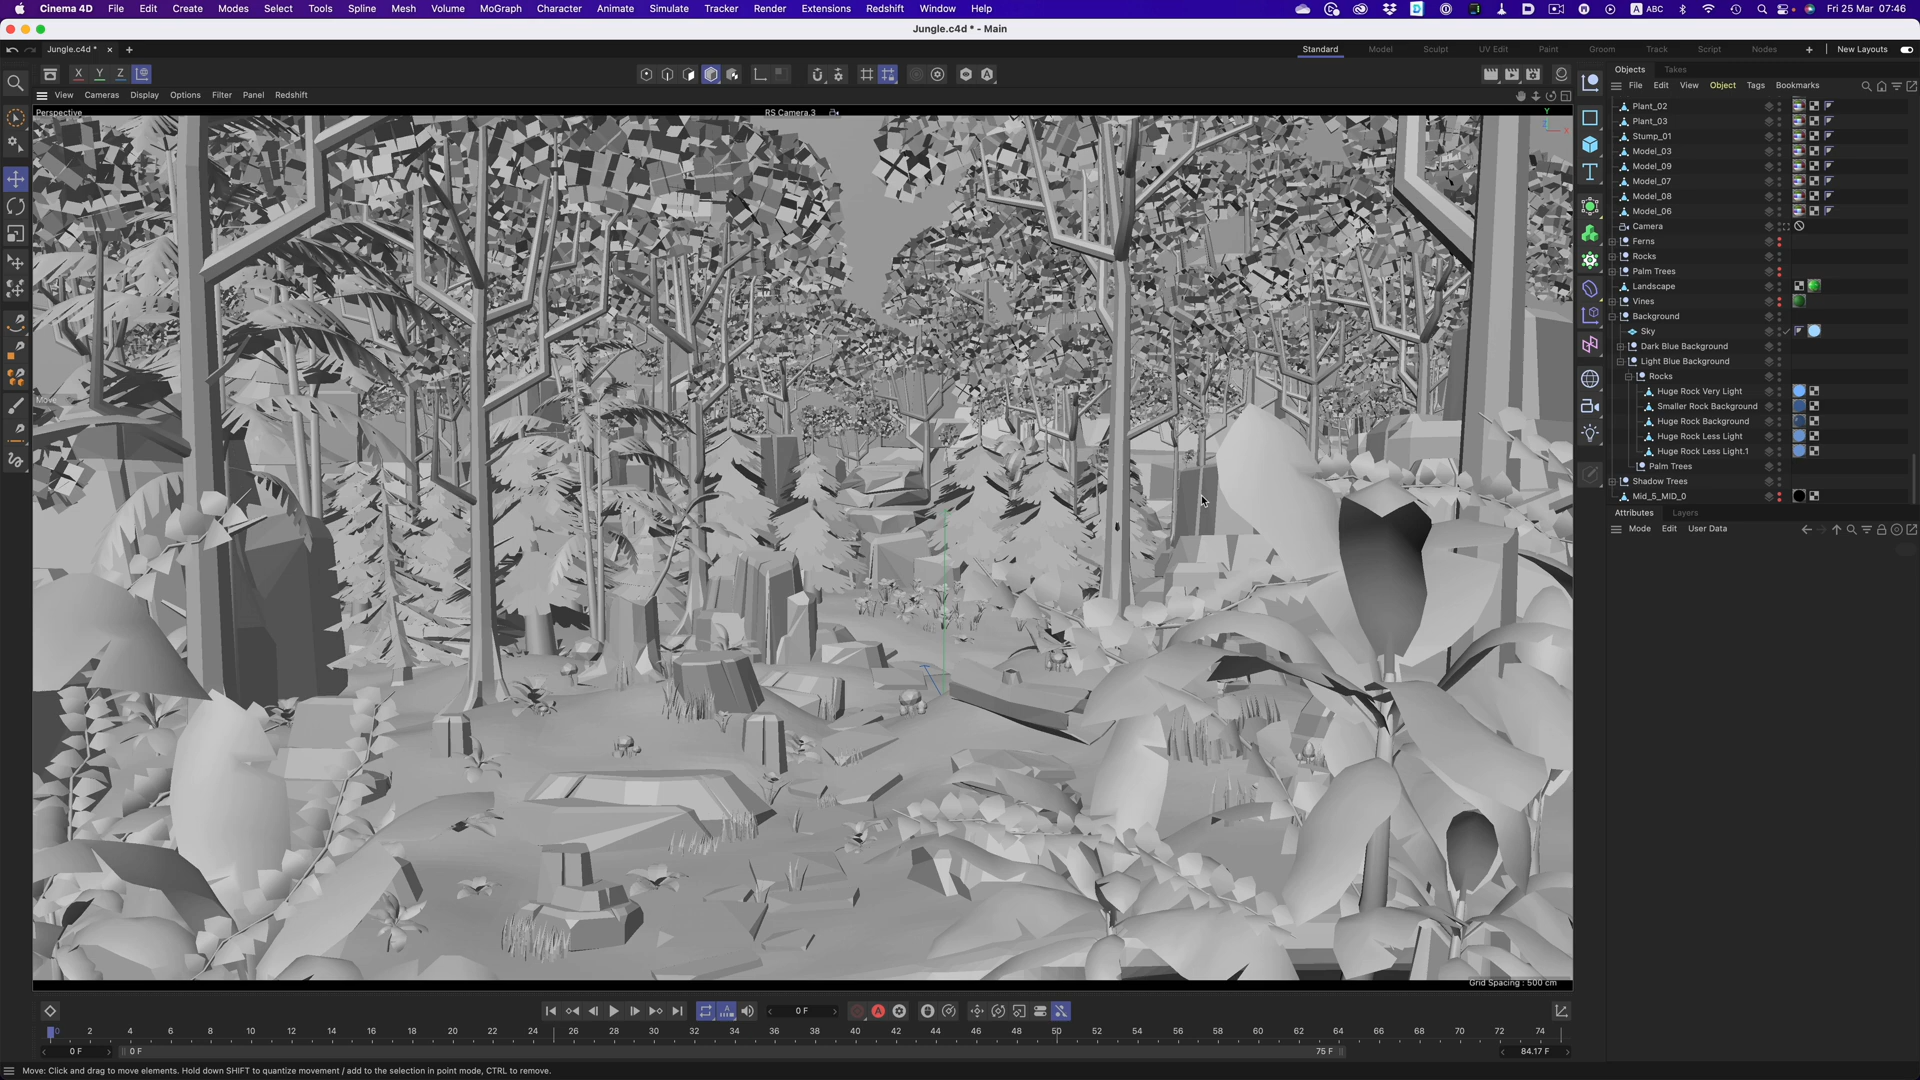 Cinema 4D File Edit Create Modes Select Tools Spline Mesh Volume MoGraph Character Animate Simulate Tracker Render Extensions Redshift Window Help
A ABC Fri 25 Mar 07:46
Jungle.c4d * - Main
Jungle.c4d *
Standard Model Sculpt UV Edit Paint Groom Track Script Nodes New Layouts
X Y Z
View Cameras Display Options Filter Panel Redshift
Perspective
RS Camera.3
Y
Z
X
Move
Grid Spacing : 500 cm
Objects Takes
File Edit View Object Tags Bookmarks
Plant_02
Plant_03
Stump_01
Model_03
Model_09
Model_07
Model_08
Model_06
Camera
Ferns
Rocks
Palm Trees
Landscape
Vines
Background
Sky
Dark Blue Background
Light Blue Background
Rocks
Huge Rock Very Light
Smaller Rock Background
Huge Rock Background
Huge Rock Less Light
Huge Rock Less Light.1
Palm Trees
Shadow Trees
Mid_5_MID_0
Attributes Layers
Mode Edit User Data
0 F
0 2 4 6 8 10 12 14 16 18 20 22 24 26 28 30 32 34 36 38 40 42 44 46 48 50 52 54 56 58 60 62 64 66 68 70 72 74
0 F 0 F 75 F 84.17 F
Move: Click and drag to move elements. Hold down SHIFT to quantize movement / add to the selection in point mode, CTRL to remove.